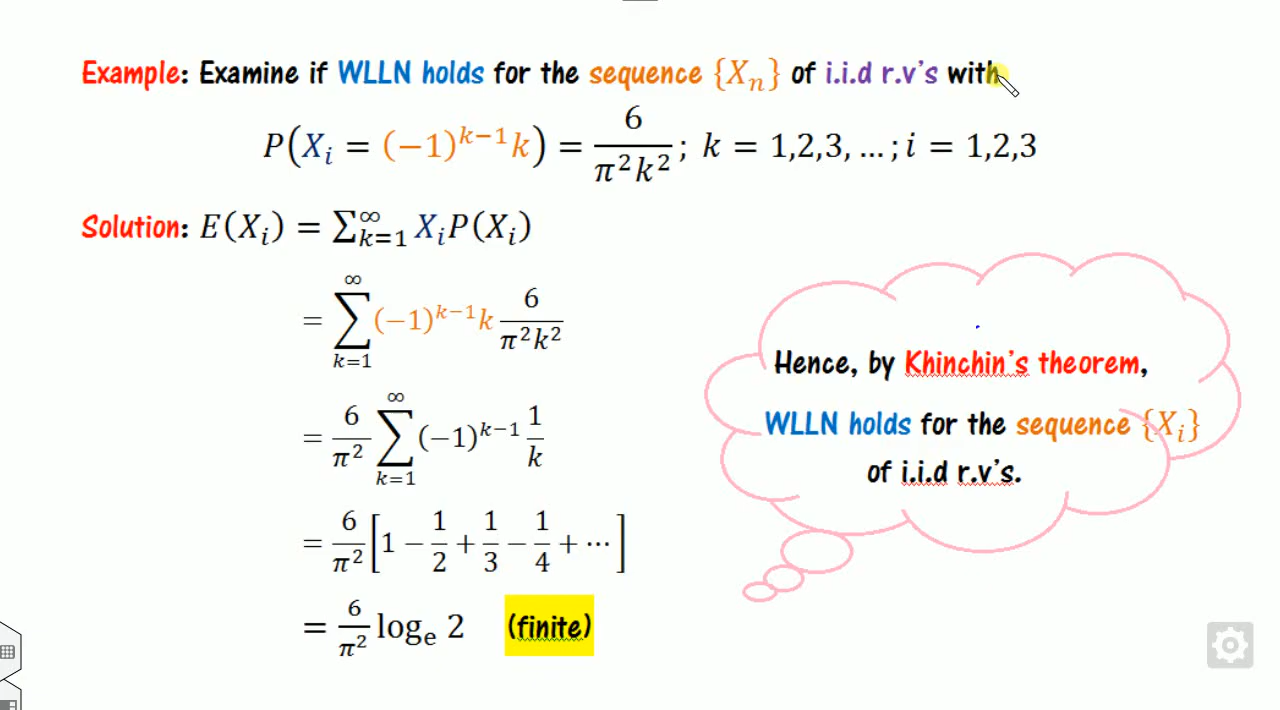 Example: Examine if WLLN holds for the sequence {Xₙ} of i.i.d r.v's with
P(Xᵢ = (−1)ᵏ⁻¹k) = 6/(π²k²); k = 1,2,3, …; i = 1,2,3
Solution: E(Xᵢ) = ∑_{k=1}^{∞} XᵢP(Xᵢ)
= ∑_{k=1}^{∞} (−1)ᵏ⁻¹k 6/(π²k²)
= 6/π² ∑_{k=1}^{∞} (−1)ᵏ⁻¹ 1/k
= 6/π² [1 − 1/2 + 1/3 − 1/4 + ⋯]
= 6/π² logₑ 2 (finite)
Hence, by Khinchin's theorem,
WLLN holds for the sequence {Xᵢ}
of i.i.d r.v's.